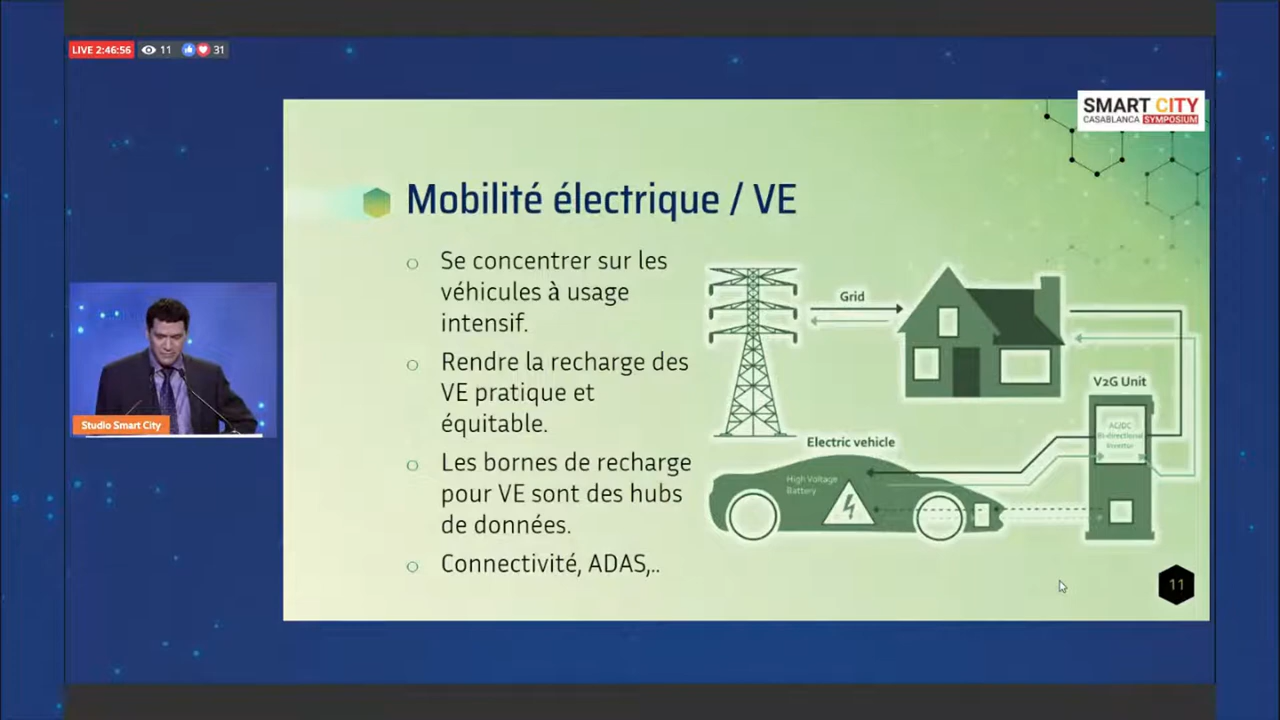 LIVE 2:46:56 11 31
SMART CITY
CASABLANCA SYMPOSIUM
Mobilité électrique / VE
Se concentrer sur les
véhicules à usage
intensif.
Rendre la recharge des
VE pratique et
équitable.
Les bornes de recharge
pour VE sont des hubs
de données.
Connectivité, ADAS,..
Grid
V2G Unit
AC/DC
Bi-directional
Inverter
Electric vehicle
High Voltage
Battery
Studio Smart City
11